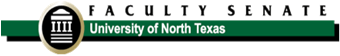 FACULTY SENATE
University of North Texas